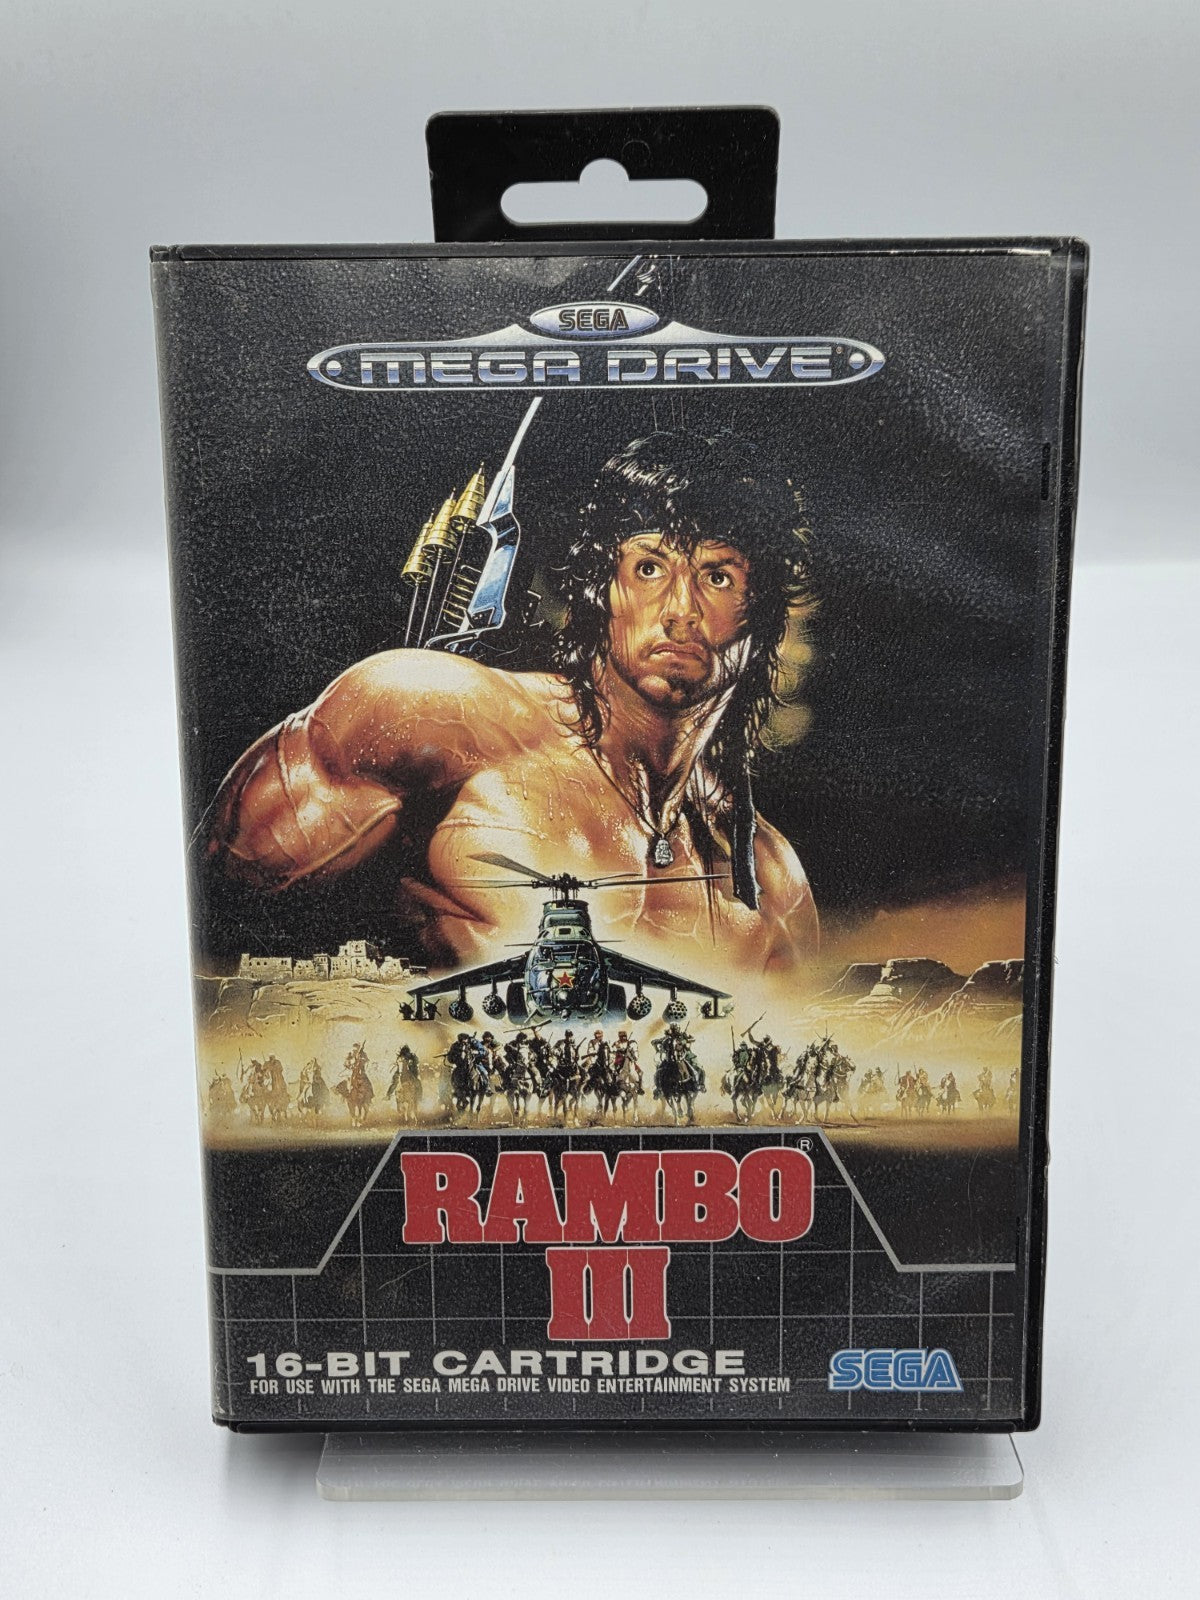 SEGA
MEGA DRIVE
RAMBO®
III
16-BIT CARTRIDGE
FOR USE WITH THE SEGA MEGA DRIVE VIDEO ENTERTAINMENT SYSTEM
SEGA